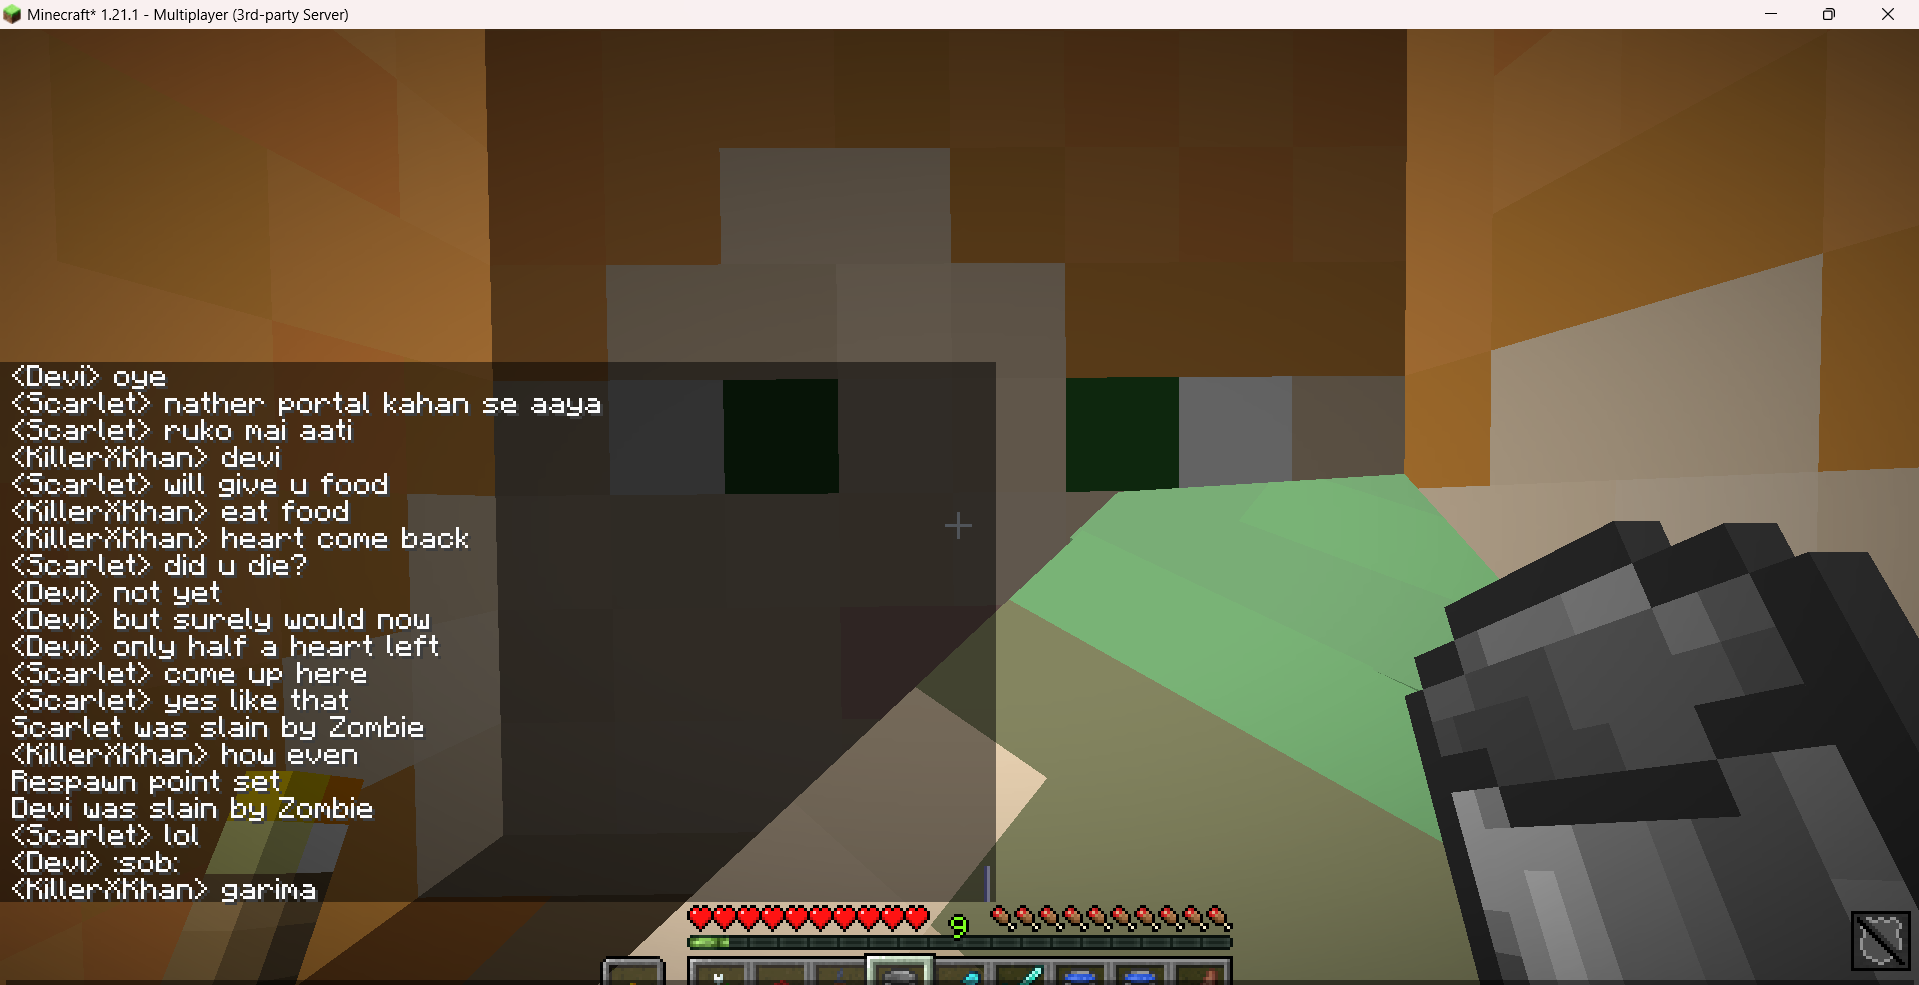 Minecraft* 1.21.1 - Multiplayer (3rd-party Server)
<Devi> oye
<Scarlet> nather portal kahan se aaya
<Scarlet> ruko mai aati
<KillerXKhan> devi
<Scarlet> will give u food
<KillerXKhan> eat food
<KillerXKhan> heart come back
<Scarlet> did u die?
<Devi> not yet
<Devi> but surely would now
<Devi> only half a heart left
<Scarlet> come up here
<Scarlet> yes like that
Scarlet was slain by Zombie
<KillerXKhan> how even
Respawn point set
Devi was slain by Zombie
<Scarlet> lol
<Devi> :sob:
<KillerXKhan> garima
9